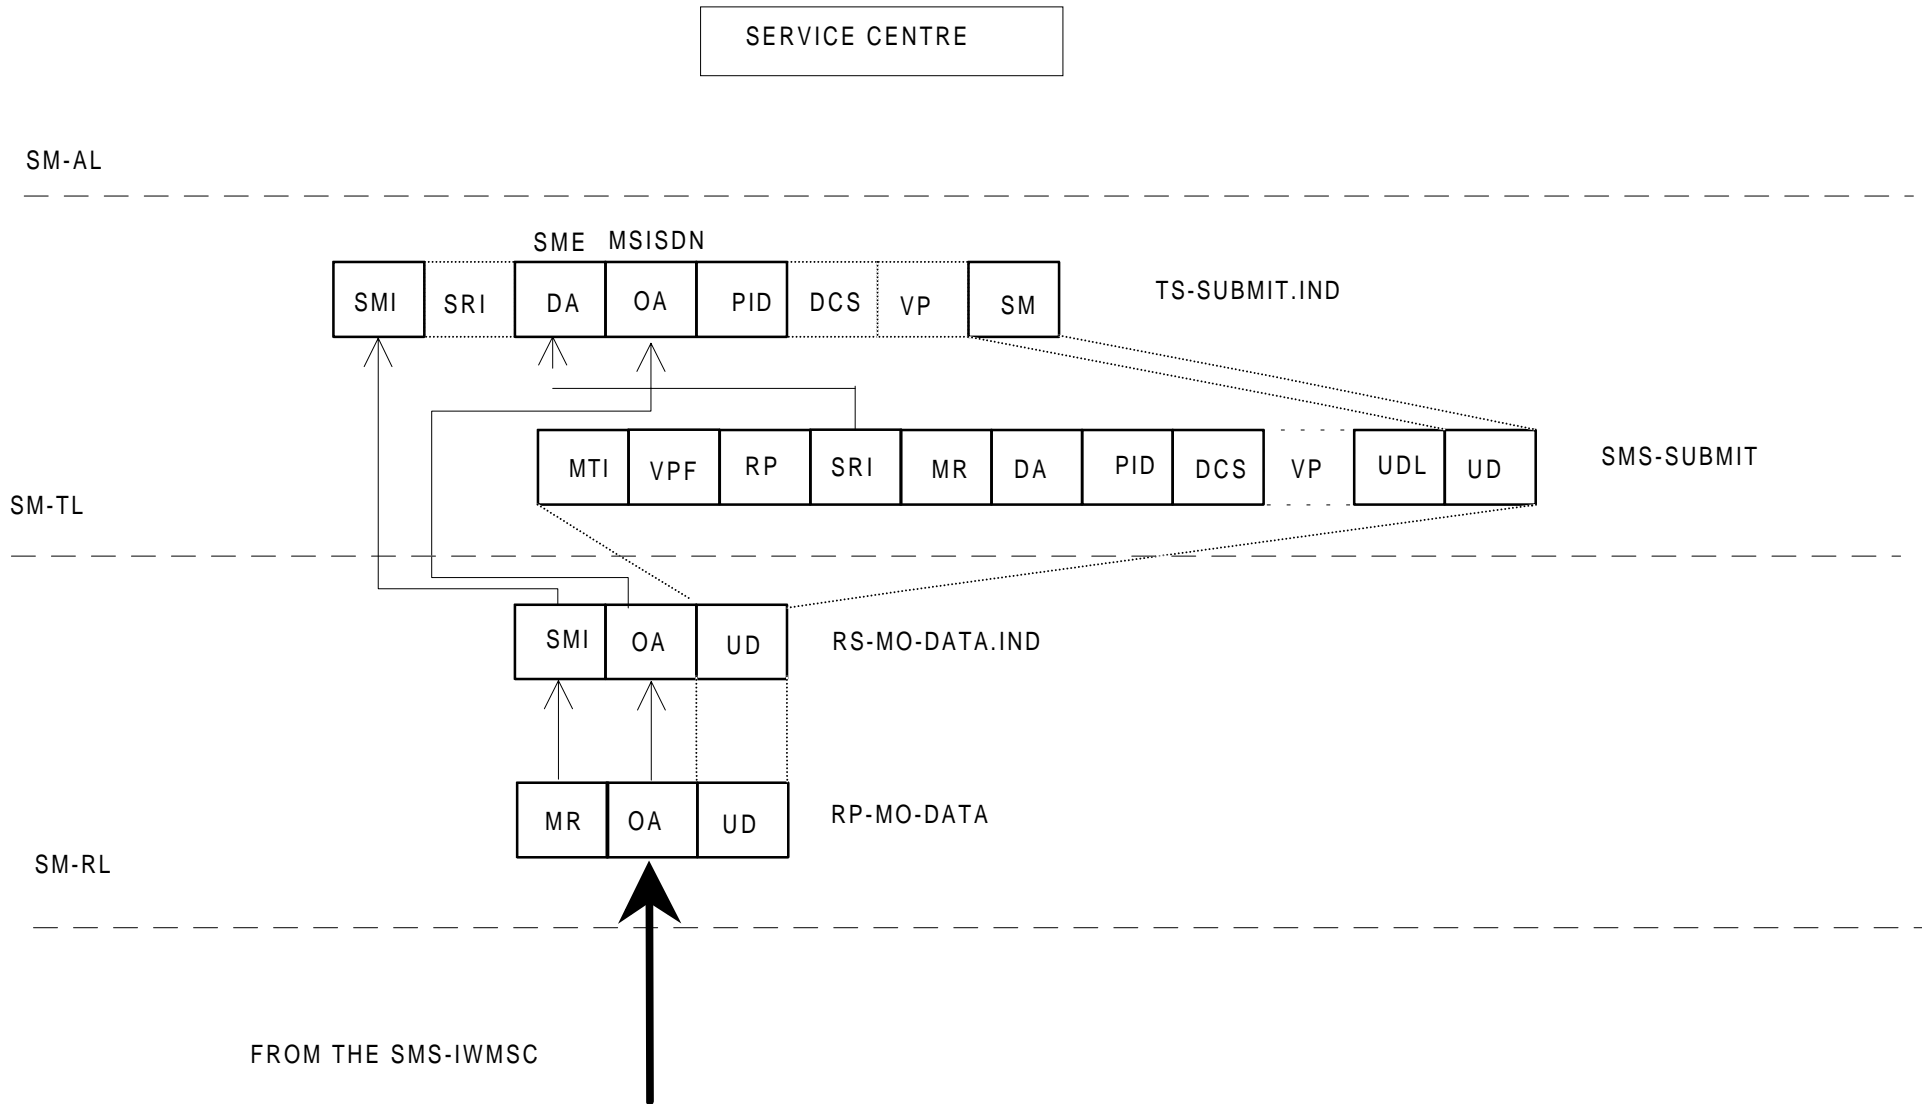 SERVICE CENTRE
SM-AL
SME MSISDN
SMI SRI DA OA PID DCS VP SM TS-SUBMIT.IND
MTI VPF RP SRI MR DA PID DCS VP UDL UD SMS-SUBMIT
SM-TL
SMI OA UD RS-MO-DATA.IND
MR OA UD RP-MO-DATA
SM-RL
FROM THE SMS-IWMSC